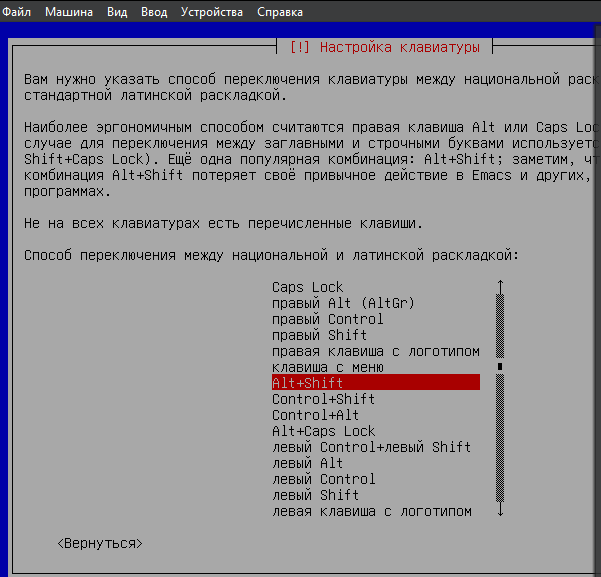 Файл Машина Вид Ввод Устройства Справка
[!] Настройка клавиатуры
Вам нужно указать способ переключения клавиатуры между национальной раск
стандартной латинской раскладкой.
Наиболее эргономичным способом считаются правая клавиша Alt или Caps Loc
случае для переключения между заглавными и строчными буквами используетс
Shift+Caps Lock). Ещё одна популярная комбинация: Alt+Shift; заметим, чт
комбинация Alt+Shift потеряет своё привычное действие в Emacs и других,
программах.
Не на всех клавиатурах есть перечисленные клавиши.
Способ переключения между национальной и латинской раскладкой:
Caps Lock
правый Alt (AltGr)
правый Control
правый Shift
правая клавиша с логотипом
клавиша с меню
Alt+Shift
Control+Shift
Control+Alt
Alt+Caps Lock
левый Control+левый Shift
левый Alt
левый Control
левый Shift
левая клавиша с логотипом
<Вернуться>